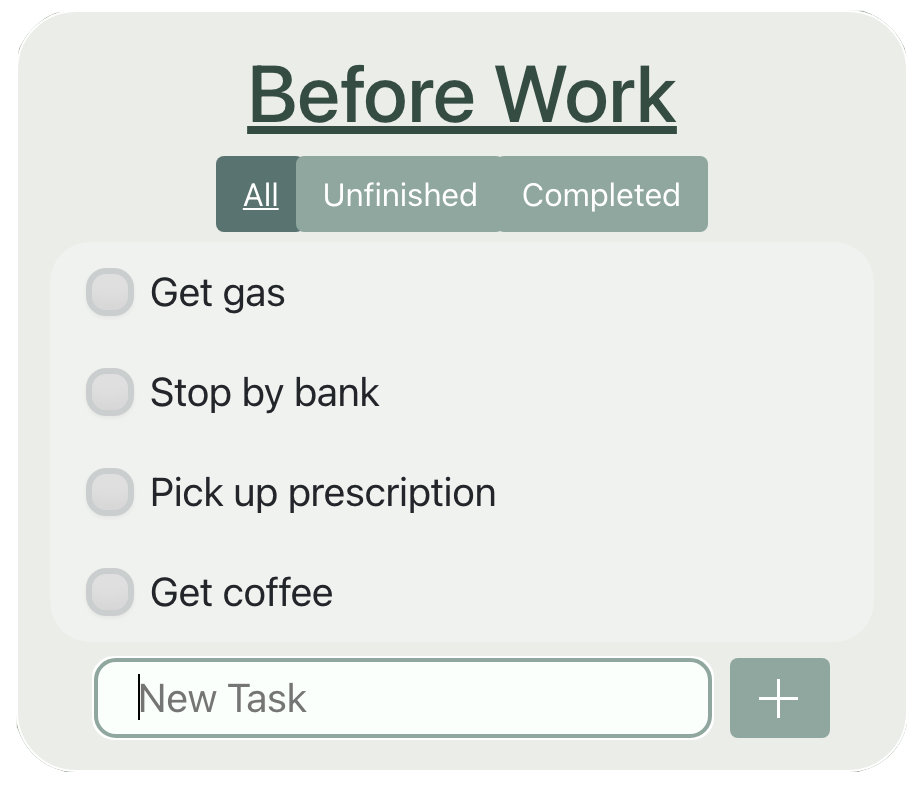 Before Work
All Unfinished Completed
Get gas
Stop by bank
Pick up prescription
Get coffee
New Task